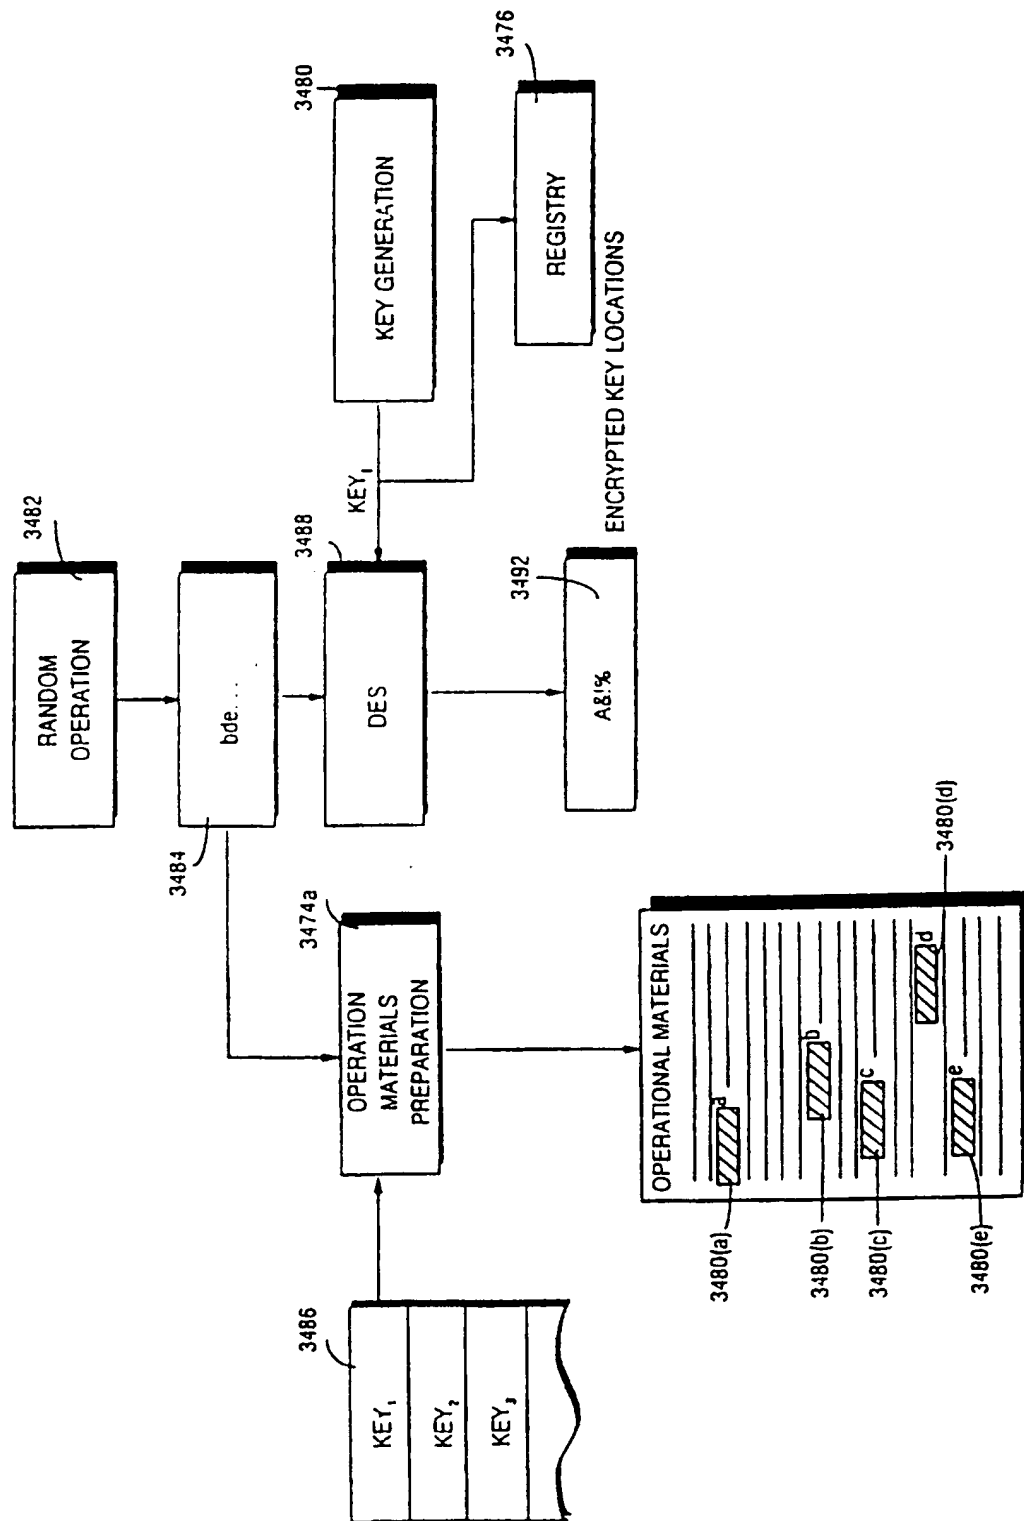 3486
KEY1
KEY2
KEY3
3474a
OPERATION
MATERIALS
PREPARATION
OPERATIONAL MATERIALS
a
b
c
d
e
3480(a)
3480(b)
3480(c)
3480(e)
3480(d)
RANDOM
OPERATION
3482
bde...
3484
DES
3488
A&!%
3492
ENCRYPTED KEY LOCATIONS
KEY1
KEY GENERATION
3480
REGISTRY
3476